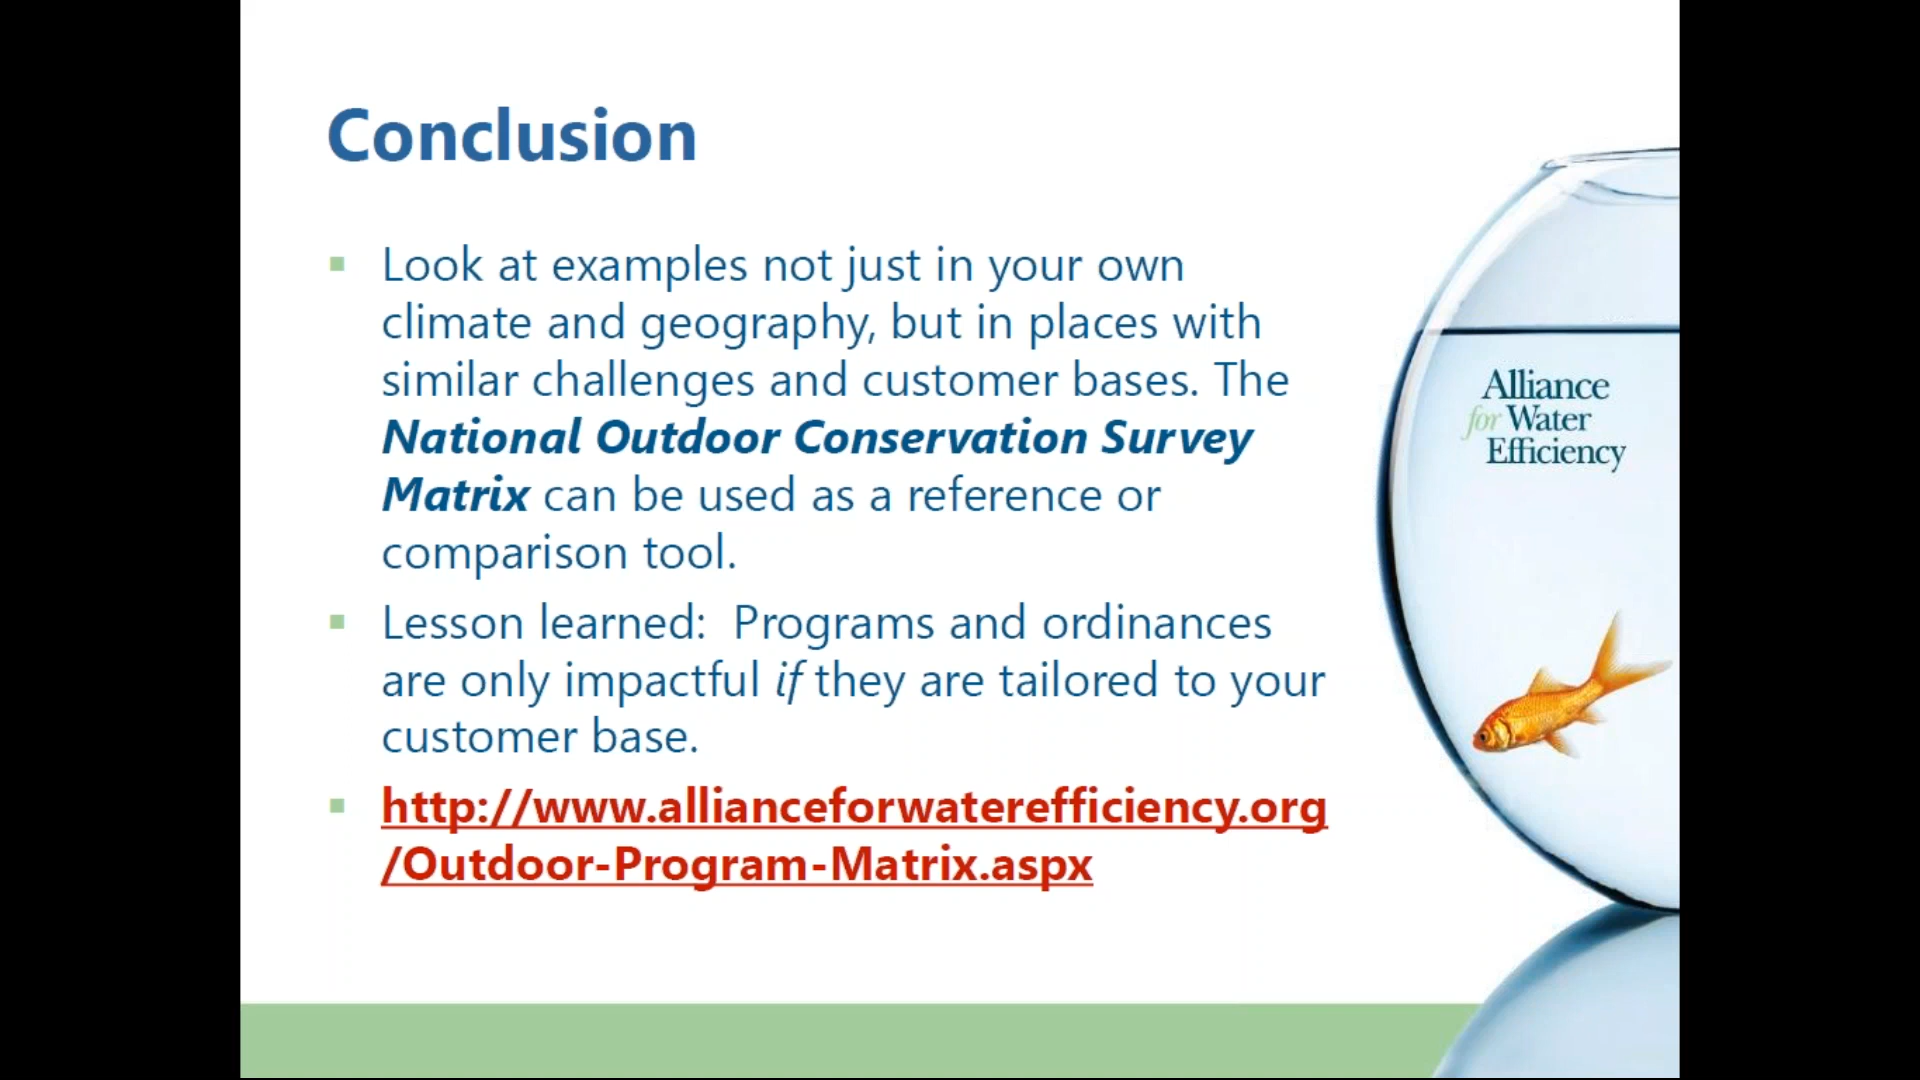 Conclusion
Look at examples not just in your own
climate and geography, but in places with
similar challenges and customer bases. The
National Outdoor Conservation Survey
Matrix can be used as a reference or
comparison tool.
Lesson learned:  Programs and ordinances
are only impactful if they are tailored to your
customer base.
http://www.allianceforwaterefficiency.org
/Outdoor-Program-Matrix.aspx
Alliance
for Water
Efficiency